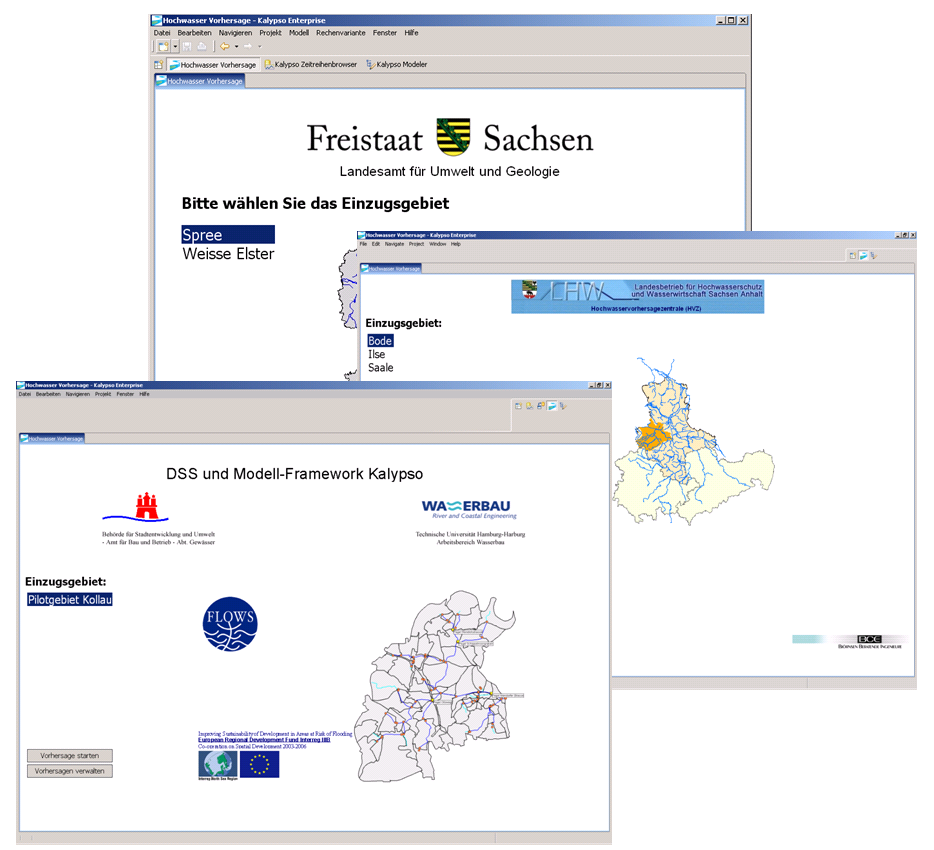 Hochwasser Vorhersage - Kalypso Enterprise
Datei Bearbeiten Navigieren Projekt Modell Rechenvariante Fenster Hilfe
Hochwasser Vorhersage Kalypso Zeitreihenbrowser Kalypso Modeler
Hochwasser Vorhersage
Freistaat Sachsen
Landesamt für Umwelt und Geologie
Bitte wählen Sie das Einzugsgebiet
Spree
Weisse Elster
Hochwasser Vorhersage - Kalypso Enterprise
File Edit Navigate Project Window Help
Hochwasser Vorhersage
Landesbetrieb für Hochwasserschutz
und Wasserwirtschaft Sachsen Anhalt
Hochwasservorhersagezentrale (HVZ)
Einzugsgebiet:
Bode
Ilse
Saale
BCE
Björnsen Beratende Ingenieure
Hochwasser Vorhersage - Kalypso Enterprise
Datei Bearbeiten Navigieren Projekt Fenster Hilfe
Hochwasser Vorhersage
DSS und Modell-Framework Kalypso
WASSERBAU
River and Coastal Engineering
Behörde für Stadtentwicklung und Umwelt
- Amt für Bau und Betrieb - Abt. Gewässer
Technische Universität Hamburg-Harburg
Arbeitsbereich Wasserbau
Einzugsgebiet:
Pilotgebiet Kollau
FLOWS
Improving Sustainability of Development in Areas at Risk of Flooding
European Regional Development Fund Interreg IIIB
Co-operation on Spatial Development 2003-2006
Interreg North Sea Region
Vorhersage starten
Vorhersagen verwalten